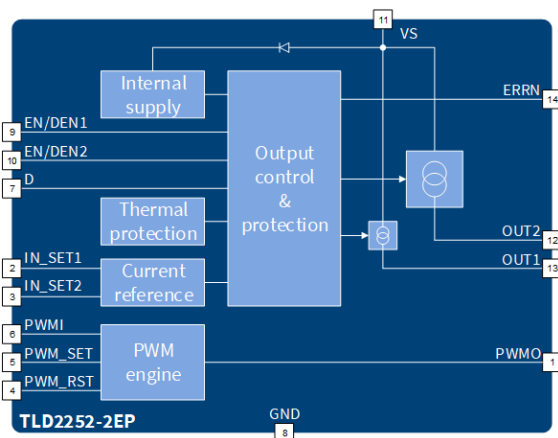 11
VS
Internal
supply
ERRN
14
9
EN/DEN1
10
EN/DEN2
7
D
Output
control
&
protection
Thermal
protection
OUT2
12
OUT1
13
2
IN_SET1
3
IN_SET2
Current
reference
6
PWMI
5
PWM_SET
4
PWM_RST
PWM
engine
PWMO
1
TLD2252-2EP
GND
8